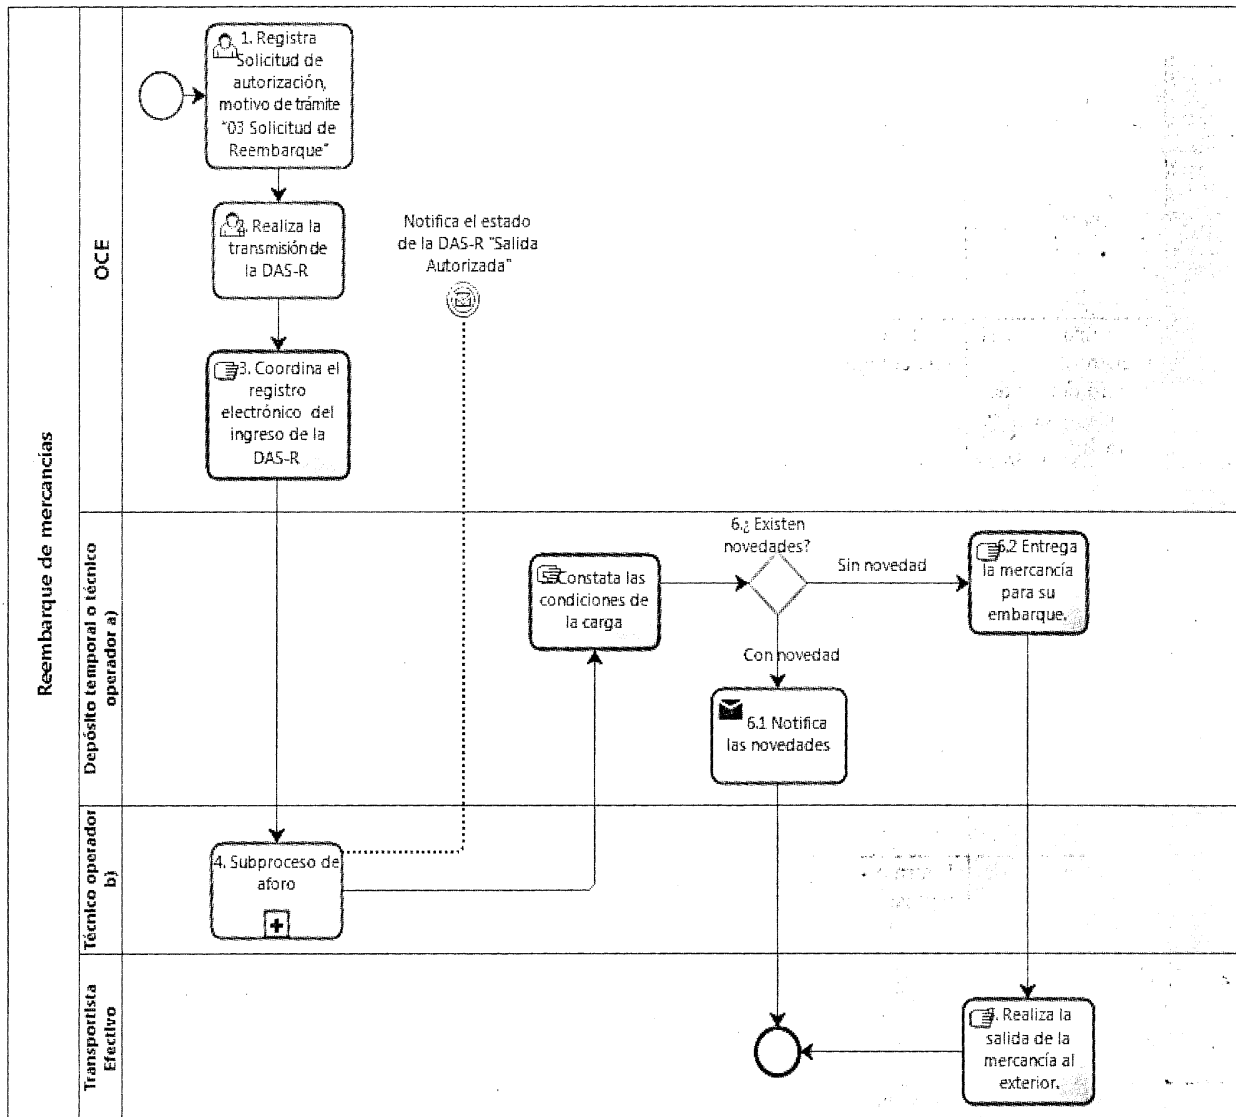 Reembarque de mercancías
OCE
1. Registra
Solicitud de
autorización,
motivo de trámite
"03 Solicitud de
Reembarque"
2. Realiza la
transmisión de
la DAS-R
Notifica el estado
de la DAS-R "Salida
Autorizada"
3. Coordina el
registro
electrónico del
ingreso de la
DAS-R
Depósito temporal o técnico
operador a)
5. Constata las
condiciones de
la carga
6.¿ Existen
novedades?
Sin novedad
6.2 Entrega
la mercancía
para su
embarque.
Con novedad
6.1 Notifica
las novedades
Técnico operador
b)
4. Subproceso de
aforo
Transportista
Efectivo
7. Realiza la
salida de la
mercancía al
exterior.